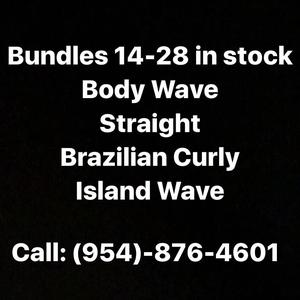 Bundles 14-28 in stock
Body Wave
Straight
Brazilian Curly
Island Wave
Call: (954)-876-4601